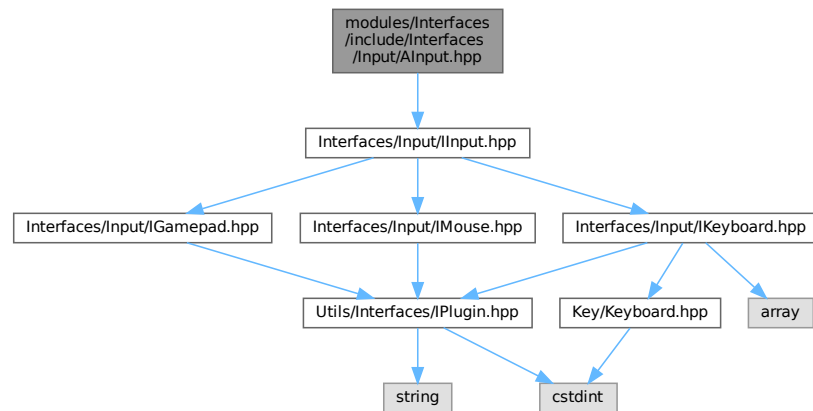 modules/Interfaces
/include/Interfaces
/Input/AInput.hpp
Interfaces/Input/IInput.hpp
Interfaces/Input/IGamepad.hpp
Interfaces/Input/IMouse.hpp
Interfaces/Input/IKeyboard.hpp
Utils/Interfaces/IPlugin.hpp
Key/Keyboard.hpp
array
string
cstdint